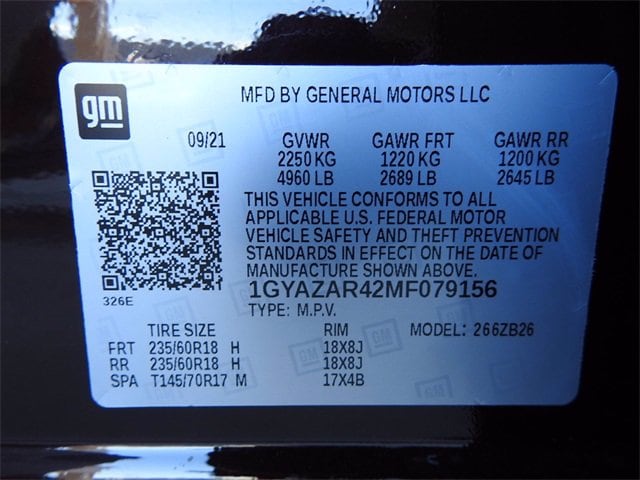 gm
MFD BY GENERAL MOTORS LLC
09/21 GVWR GAWR FRT GAWR RR
2250 KG 1220 KG 1200 KG
4960 LB 2689 LB 2645 LB
THIS VEHICLE CONFORMS TO ALL
APPLICABLE U.S. FEDERAL MOTOR
VEHICLE SAFETY AND THEFT PREVENTION
STANDARDS IN EFFECT ON THE DATE
OF MANUFACTURE SHOWN ABOVE.
1GYAZAR42MF079156
326E
TYPE: M.P.V.
TIRE SIZE RIM MODEL: 266ZB26
FRT 235/60R18 H 18X8J
RR 235/60R18 H 18X8J
SPA T145/70R17 M 17X4B